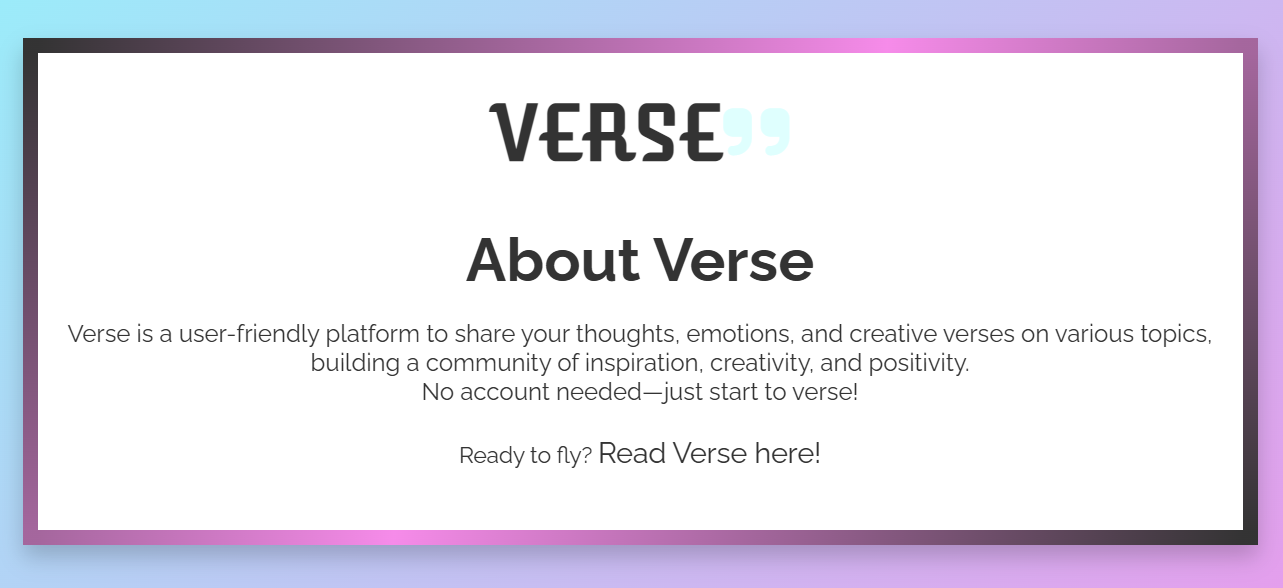 VERSE”
About Verse
Verse is a user-friendly platform to share your thoughts, emotions, and creative verses on various topics,
building a community of inspiration, creativity, and positivity.
No account needed—just start to verse!
Ready to fly? Read Verse here!